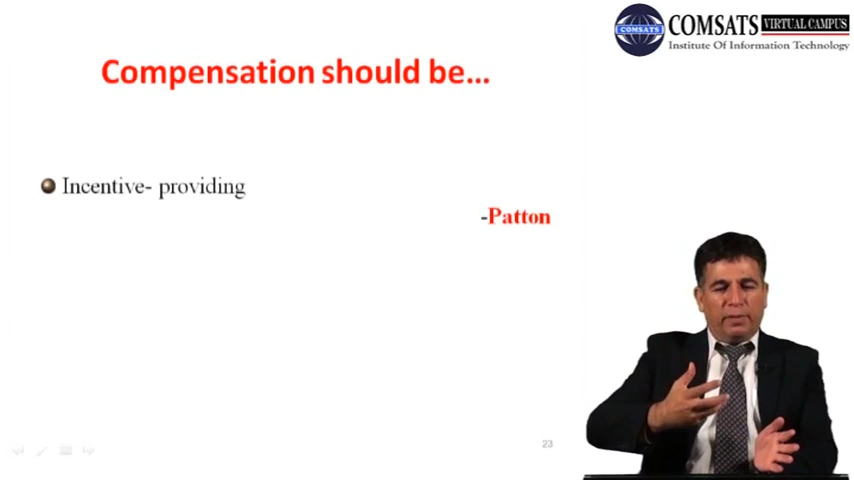 COMSATS VIRTUAL CAMPUS
COMSATS
Institute Of Information Technology
Compensation should be...
Incentive- providing
-Patton
23